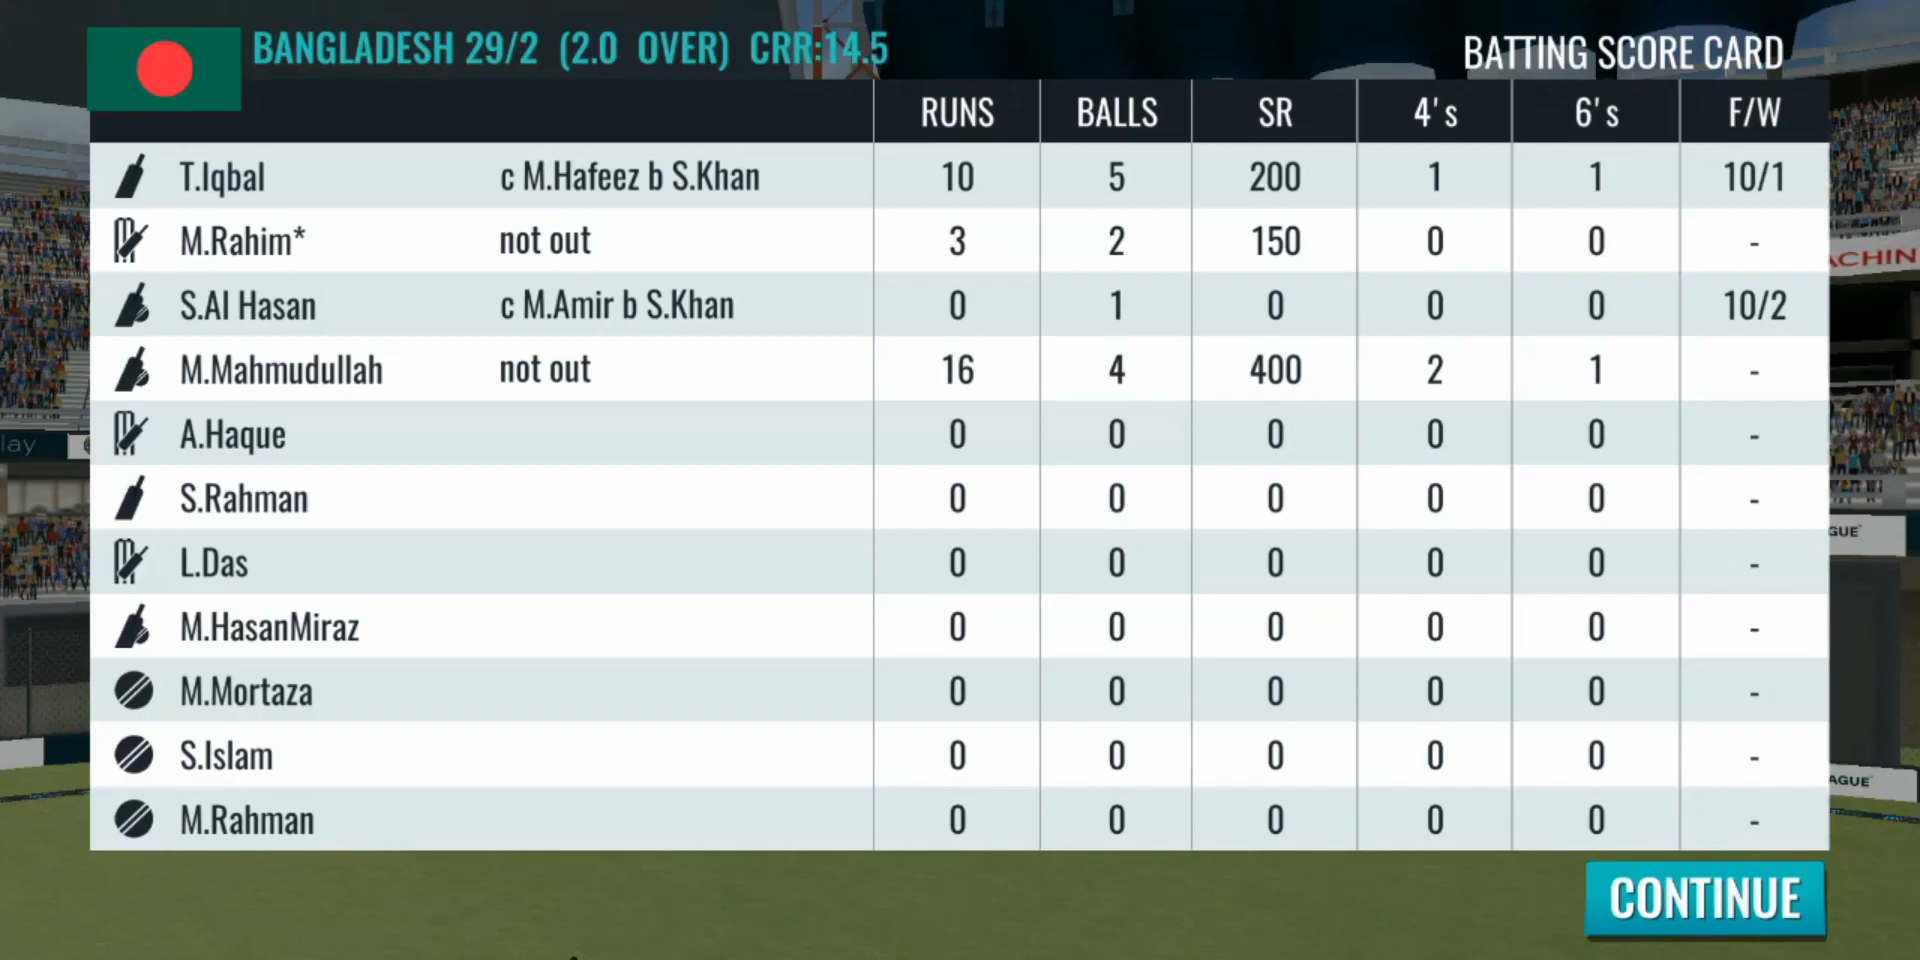 BANGLADESH 29/2 (2.0 OVER) CRR:14.5
BATTING SCORE CARD
RUNS BALLS SR 4's 6's F/W
T.Iqbal c M.Hafeez b S.Khan 10 5 200 1 1 10/1
M.Rahim* not out 3 2 150 0 0 -
S.Al Hasan c M.Amir b S.Khan 0 1 0 0 0 10/2
M.Mahmudullah not out 16 4 400 2 1 -
A.Haque 0 0 0 0 0 -
S.Rahman 0 0 0 0 0 -
L.Das 0 0 0 0 0 -
M.HasanMiraz 0 0 0 0 0 -
M.Mortaza 0 0 0 0 0 -
S.Islam 0 0 0 0 0 -
M.Rahman 0 0 0 0 0 -
ACHIN
lay
GUE
AGUE
CONTINUE